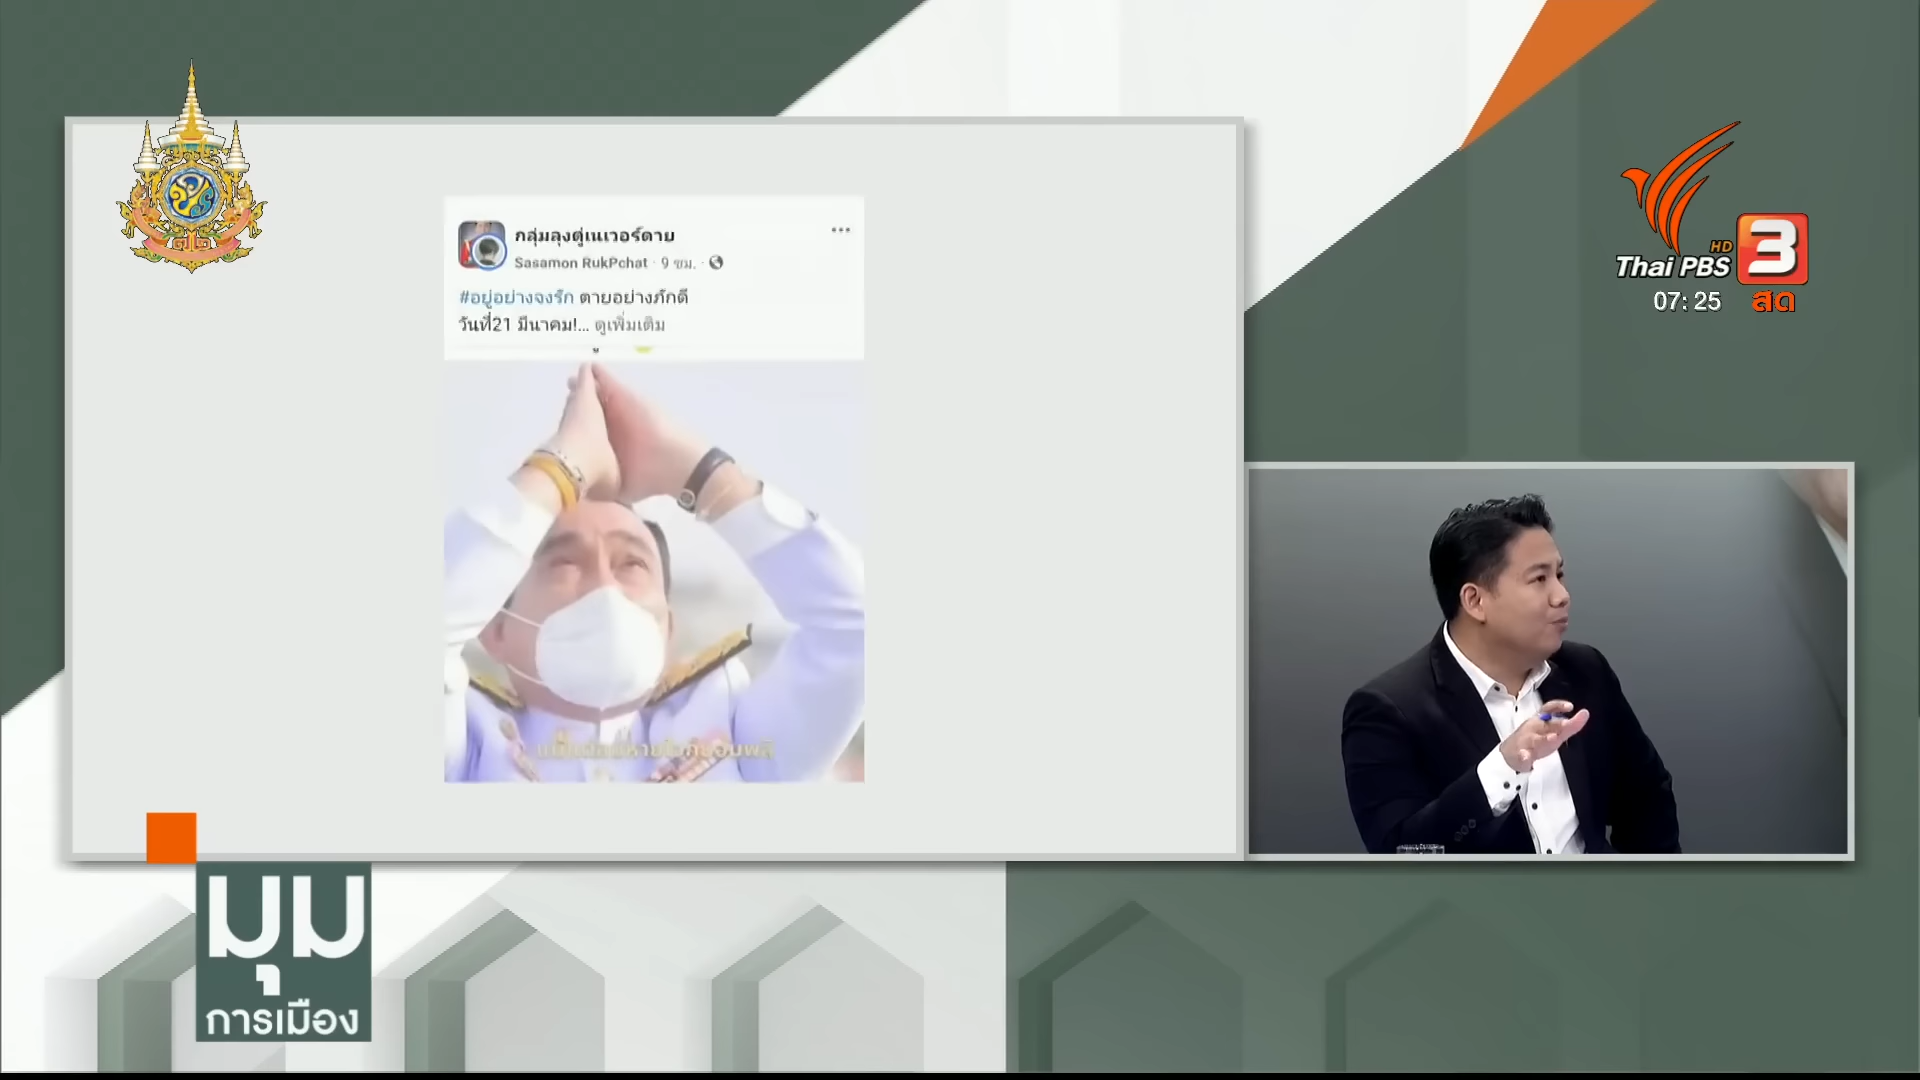 กลุ่มลุงตู่เนเวอร์ดาย
Sasamon RukPchat · 9 ชม. ·
#อยู่อย่างจงรัก ตายอย่างภักดี
วันที่21 มีนาคม!... ดูเพิ่มเติม
๗๒
HD
Thai PBS 3
07:25 สด
มุม
การเมือง